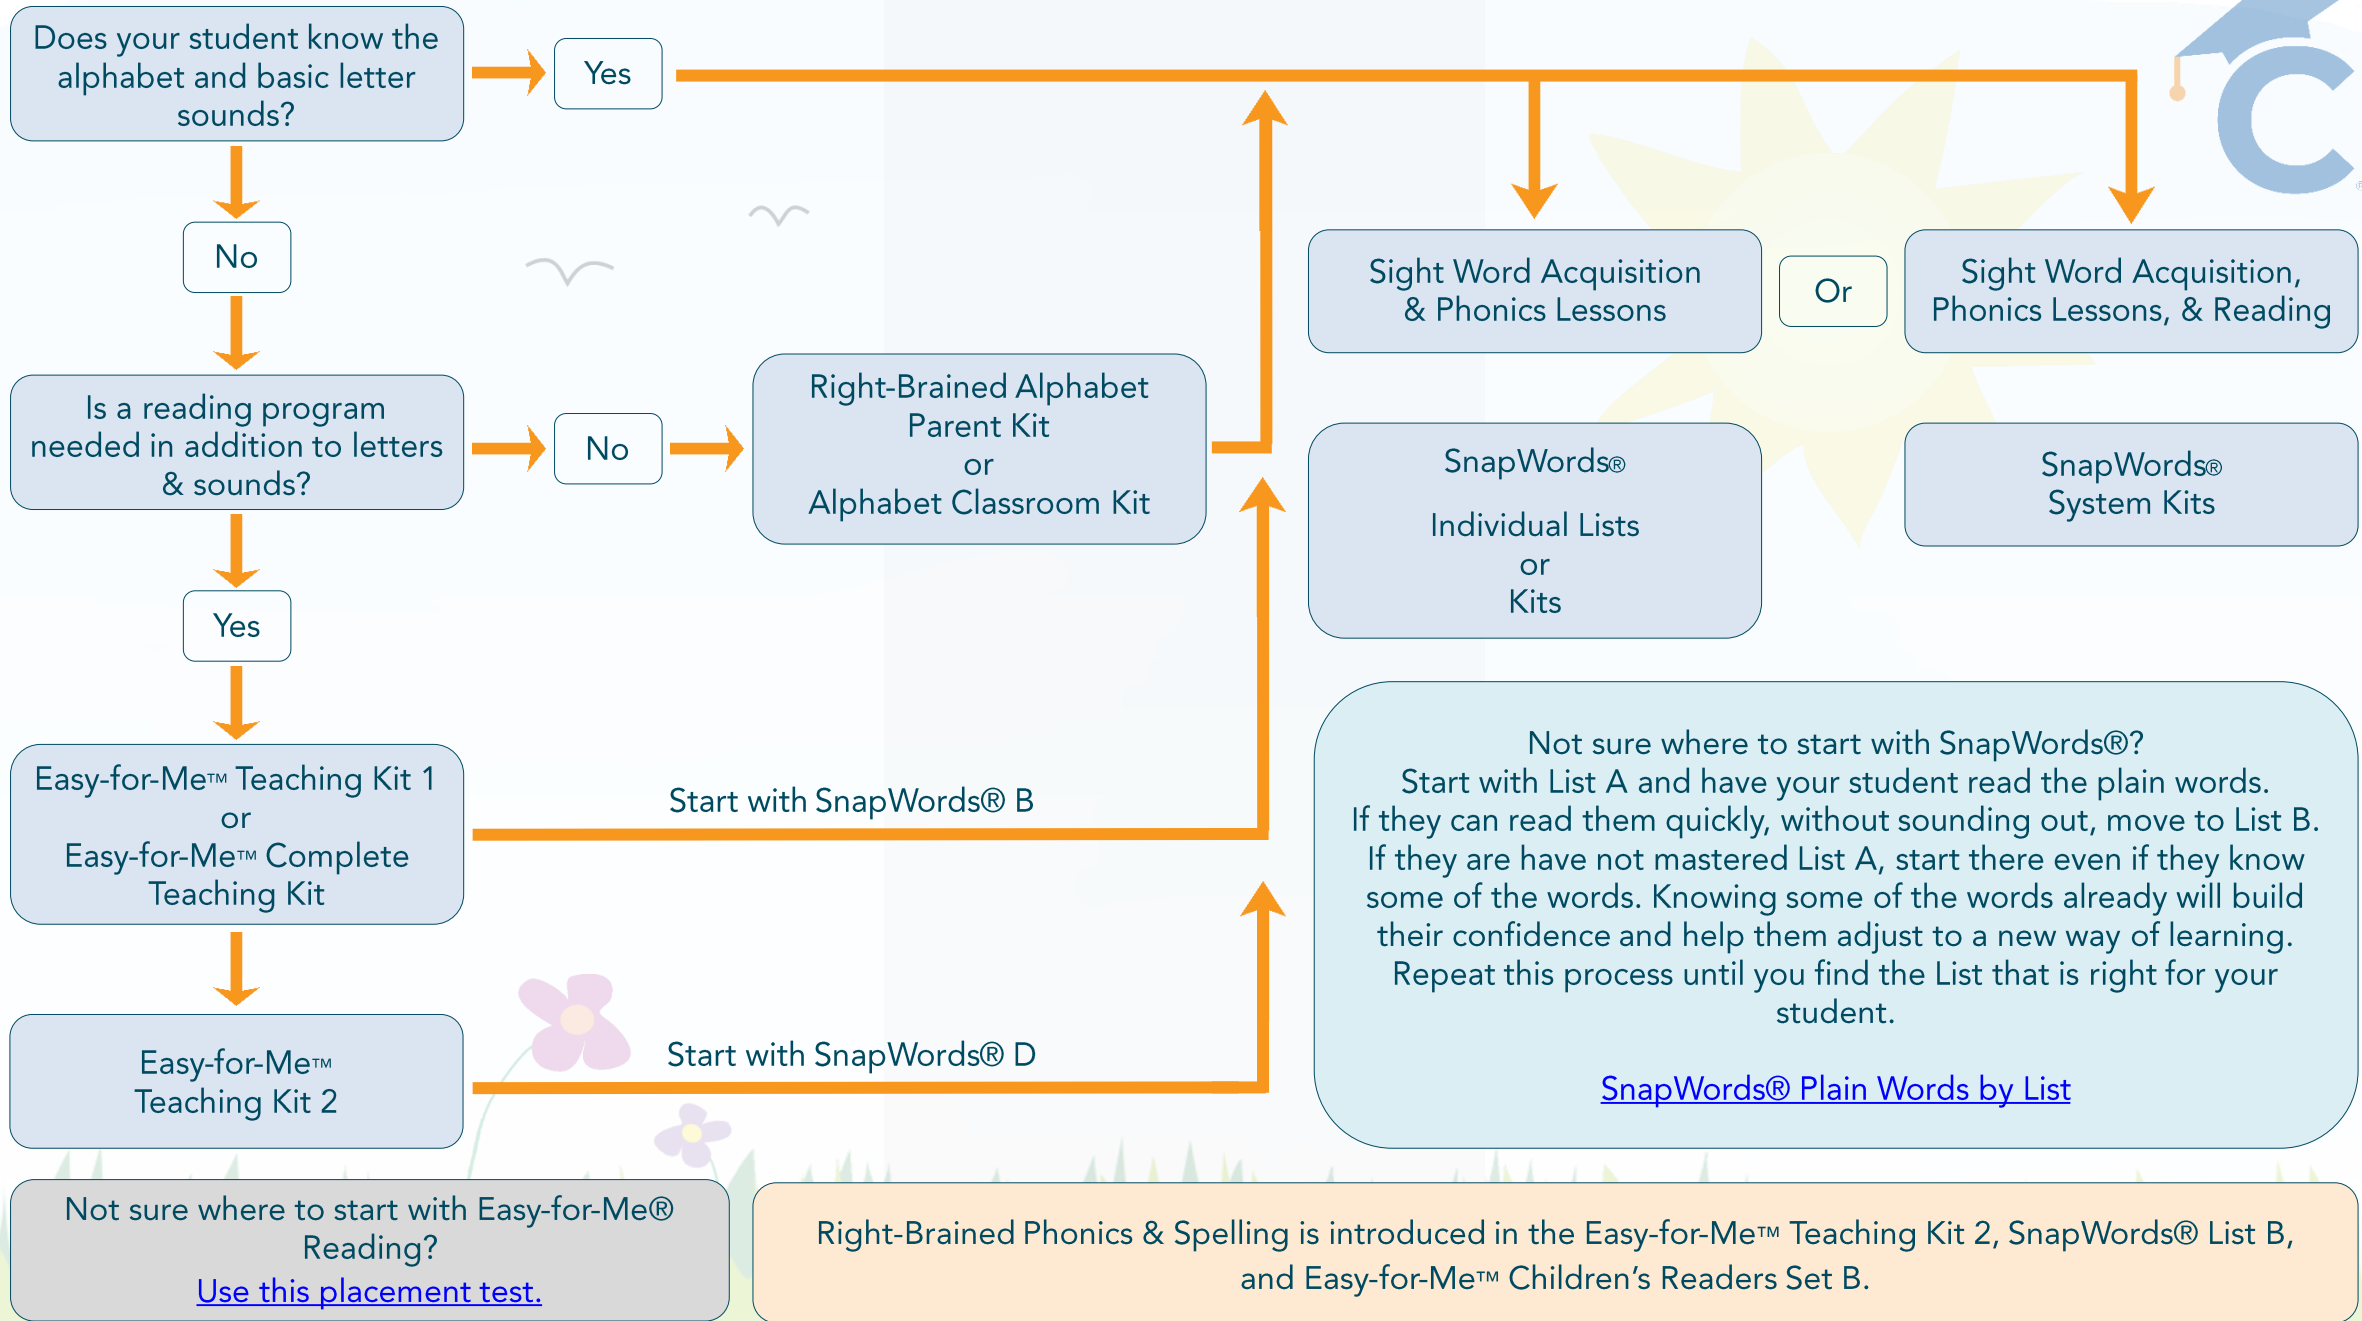 Does your student know the
alphabet and basic letter
sounds?
Yes
No
Is a reading program
needed in addition to letters
& sounds?
No
Right-Brained Alphabet
Parent Kit
or
Alphabet Classroom Kit
Yes
Easy-for-Me™ Teaching Kit 1
or
Easy-for-Me™ Complete
Teaching Kit
Start with SnapWords® B
Easy-for-Me™
Teaching Kit 2
Start with SnapWords® D
Sight Word Acquisition
& Phonics Lessons
Or
Sight Word Acquisition,
Phonics Lessons, & Reading
SnapWords®
Individual Lists
or
Kits
SnapWords®
System Kits
Not sure where to start with SnapWords®?
Start with List A and have your student read the plain words.
If they can read them quickly, without sounding out, move to List B.
If they are have not mastered List A, start there even if they know
some of the words. Knowing some of the words already will build
their confidence and help them adjust to a new way of learning.
Repeat this process until you find the List that is right for your
student.
SnapWords® Plain Words by List
Not sure where to start with Easy-for-Me®
Reading?
Use this placement test.
Right-Brained Phonics & Spelling is introduced in the Easy-for-Me™ Teaching Kit 2, SnapWords® List B,
and Easy-for-Me™ Children’s Readers Set B.
C
®